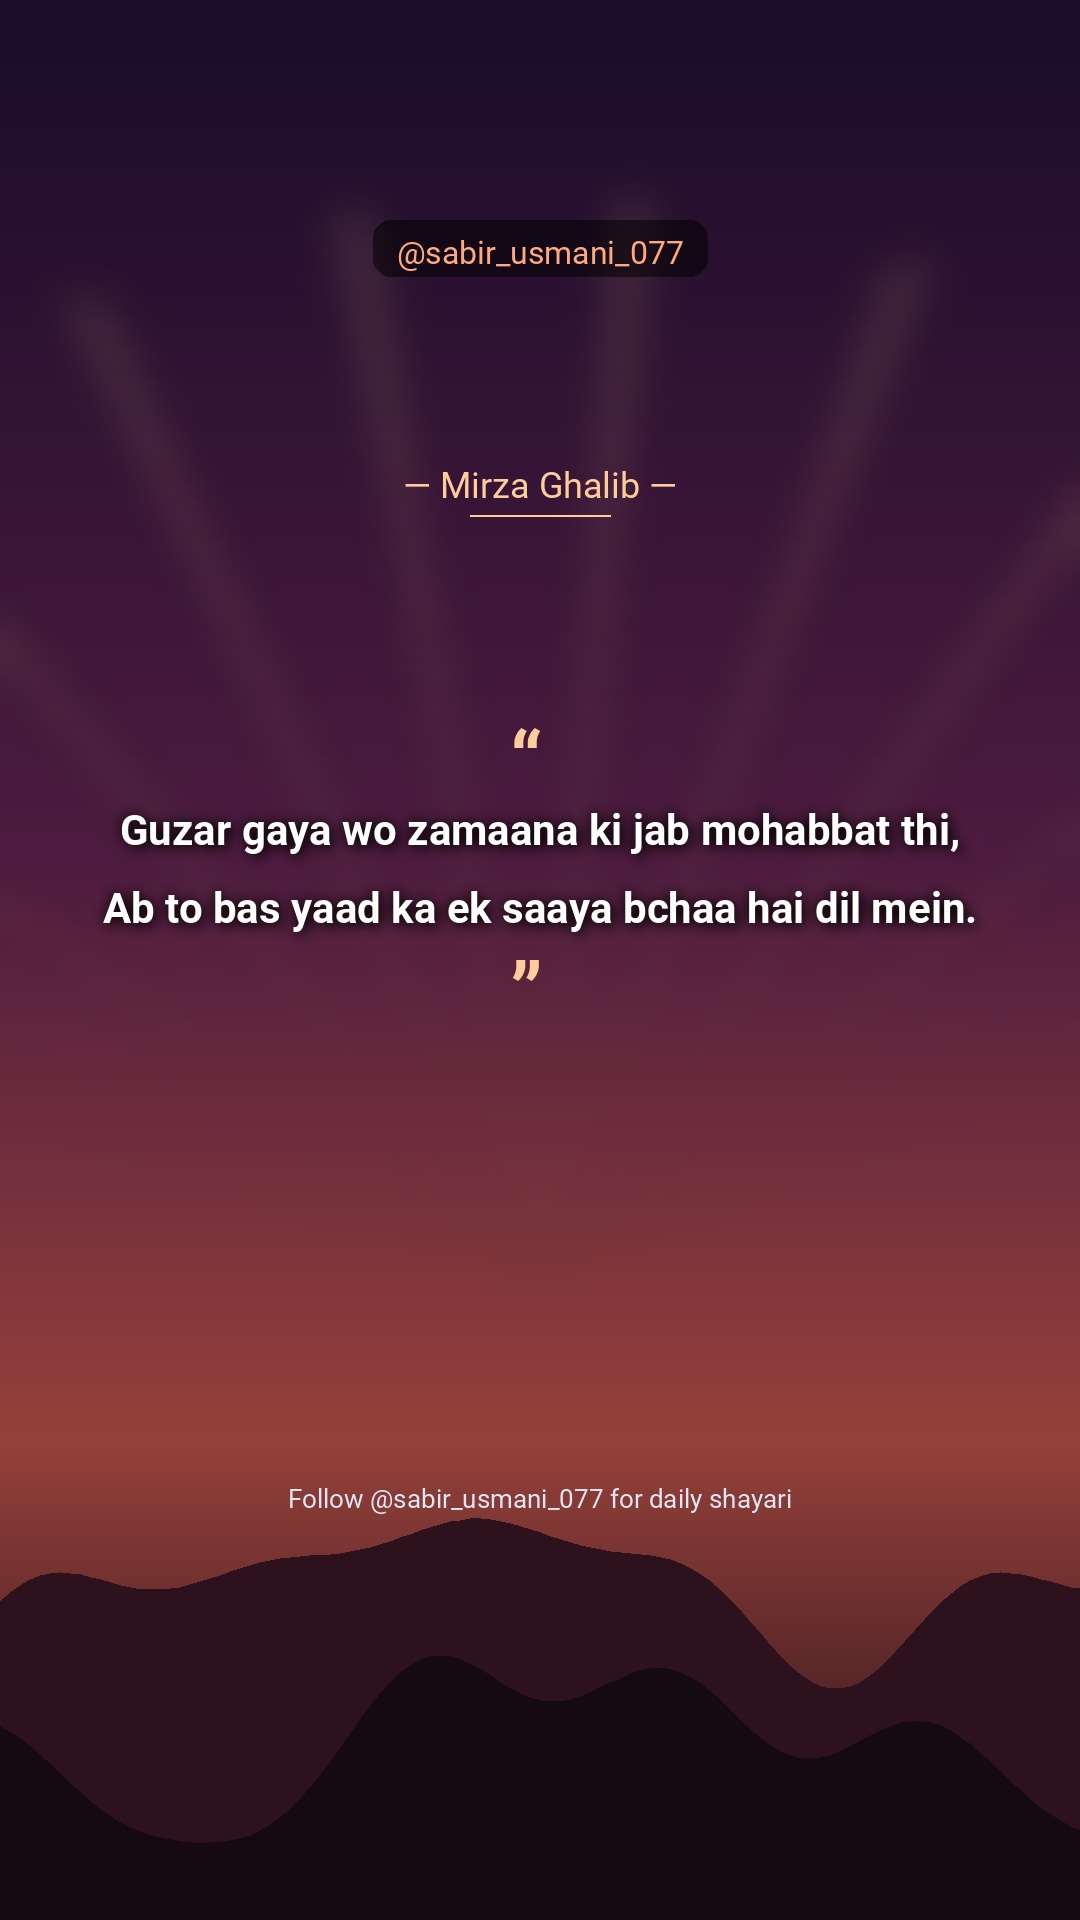 @sabir_usmani_077
— Mirza Ghalib —
“
Guzar gaya wo zamaana ki jab mohabbat thi,
Ab to bas yaad ka ek saaya bchaa hai dil mein.
”
Follow @sabir_usmani_077 for daily shayari